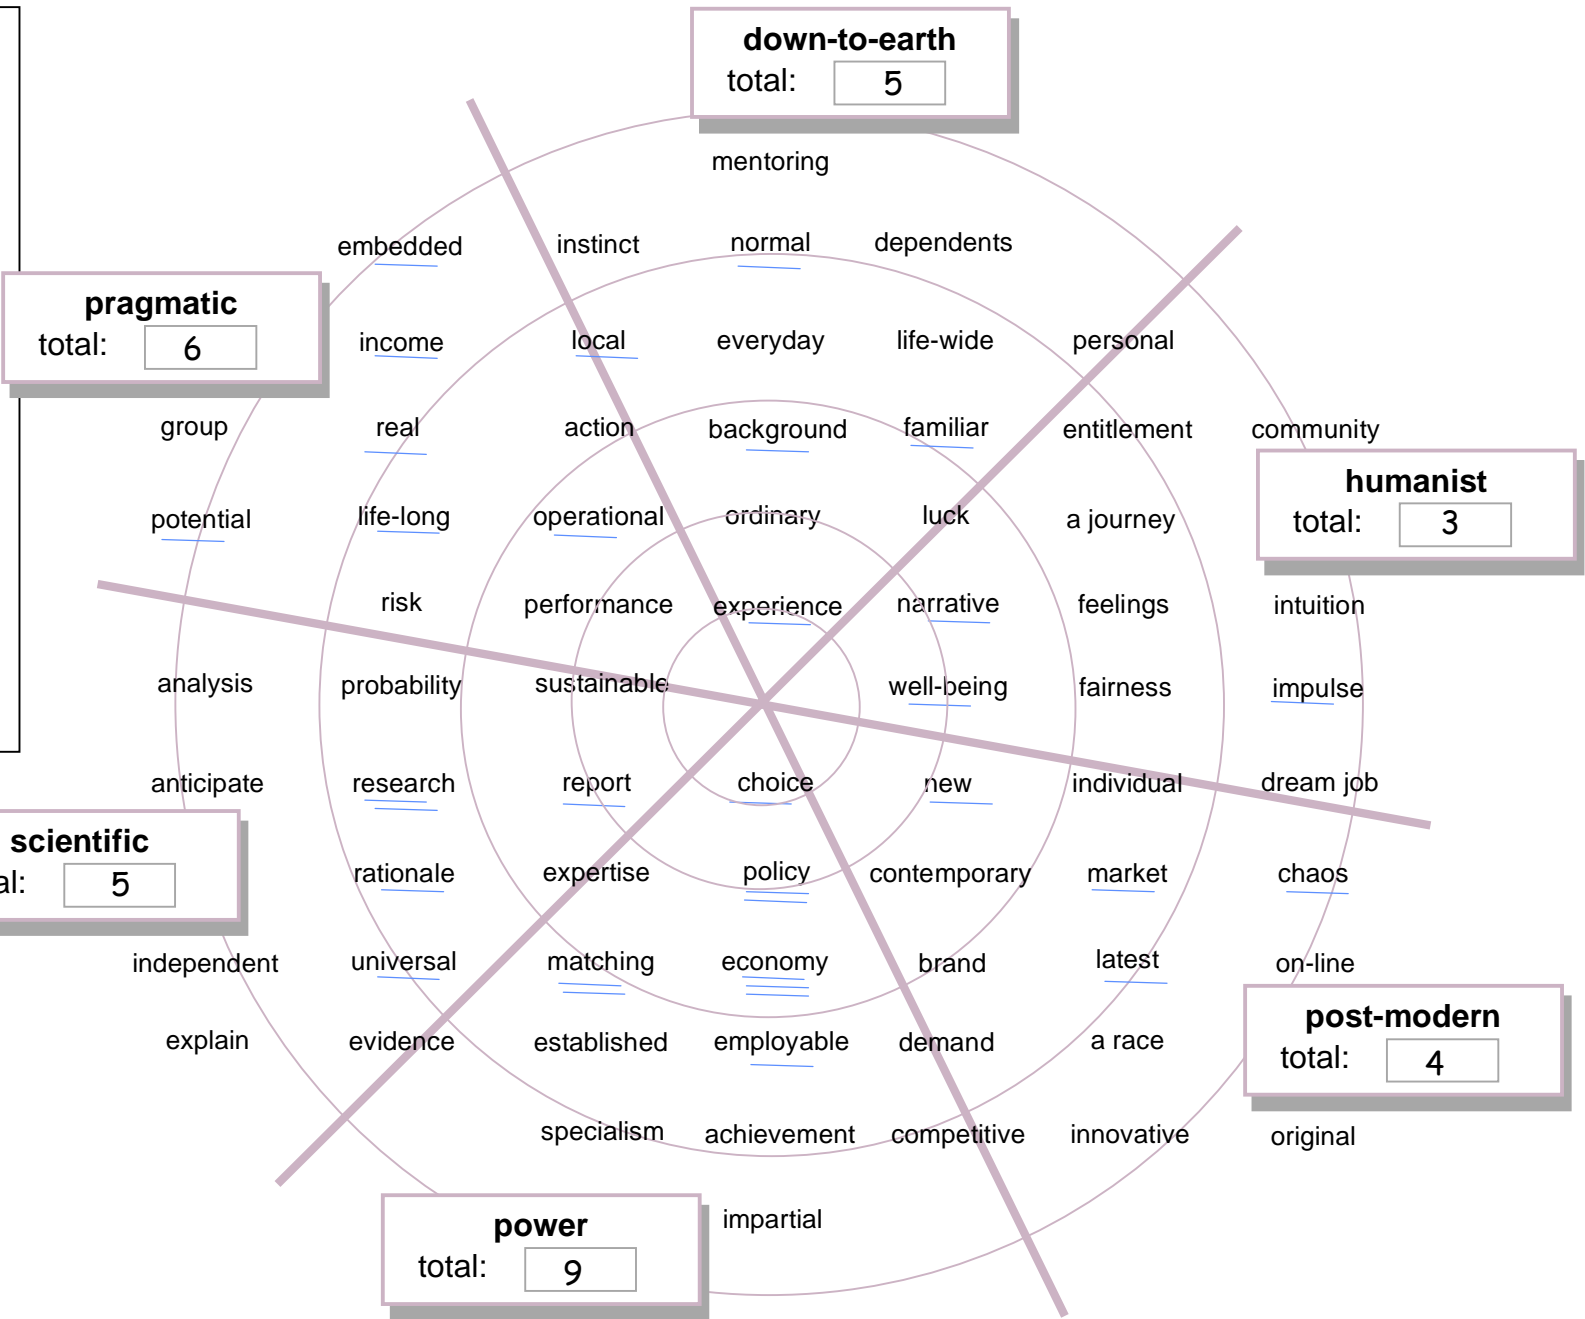 down-to-earth
total: 5
mentoring
embedded instinct normal dependents
pragmatic
total: 6
income local everyday life-wide personal
group real action background familiar entitlement community
humanist
total: 3
potential life-long operational ordinary luck a journey
risk performance experience narrative feelings intuition
analysis probability sustainable well-being fairness impulse
anticipate research report choice new individual dream job
scientific
al: 5
rationale expertise policy contemporary market chaos
independent universal matching economy brand latest on-line
post-modern
total: 4
explain evidence established employable demand a race
specialism achievement competitive innovative original
power
total: 9
impartial